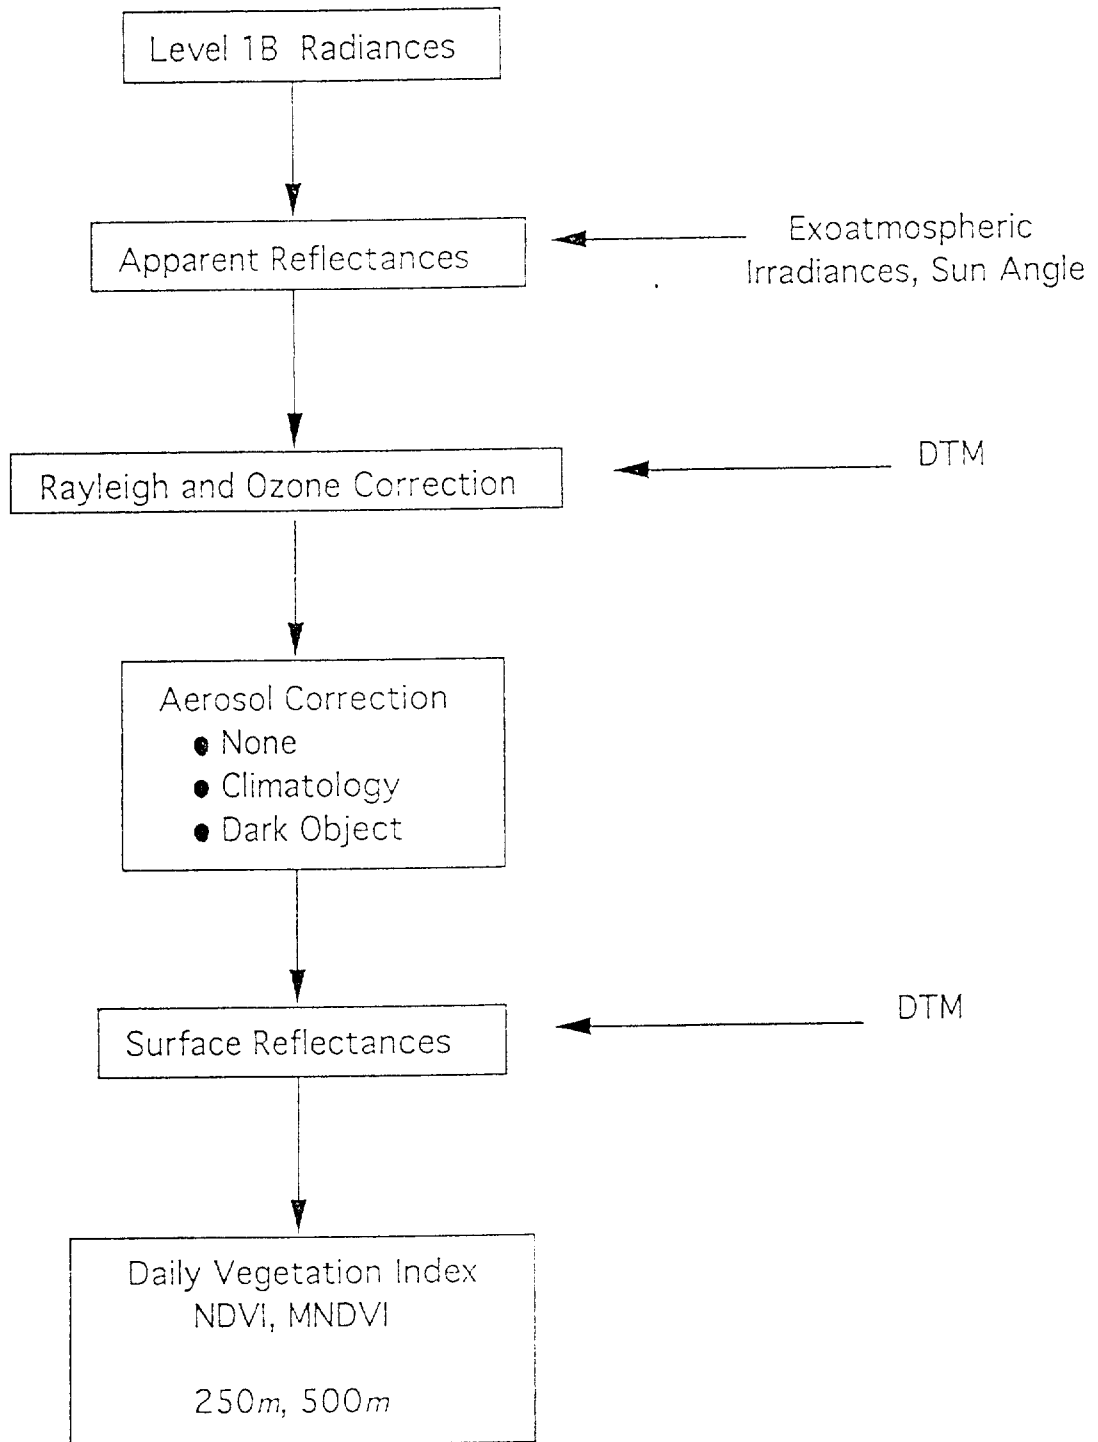 Level 1B Radiances
Apparent Reflectances
Exoatmospheric
Irradiances, Sun Angle
Rayleigh and Ozone Correction
DTM
Aerosol Correction
● None
● Climatology
● Dark Object
Surface Reflectances
DTM
Daily Vegetation Index
NDVI, MNDVI
250m, 500m